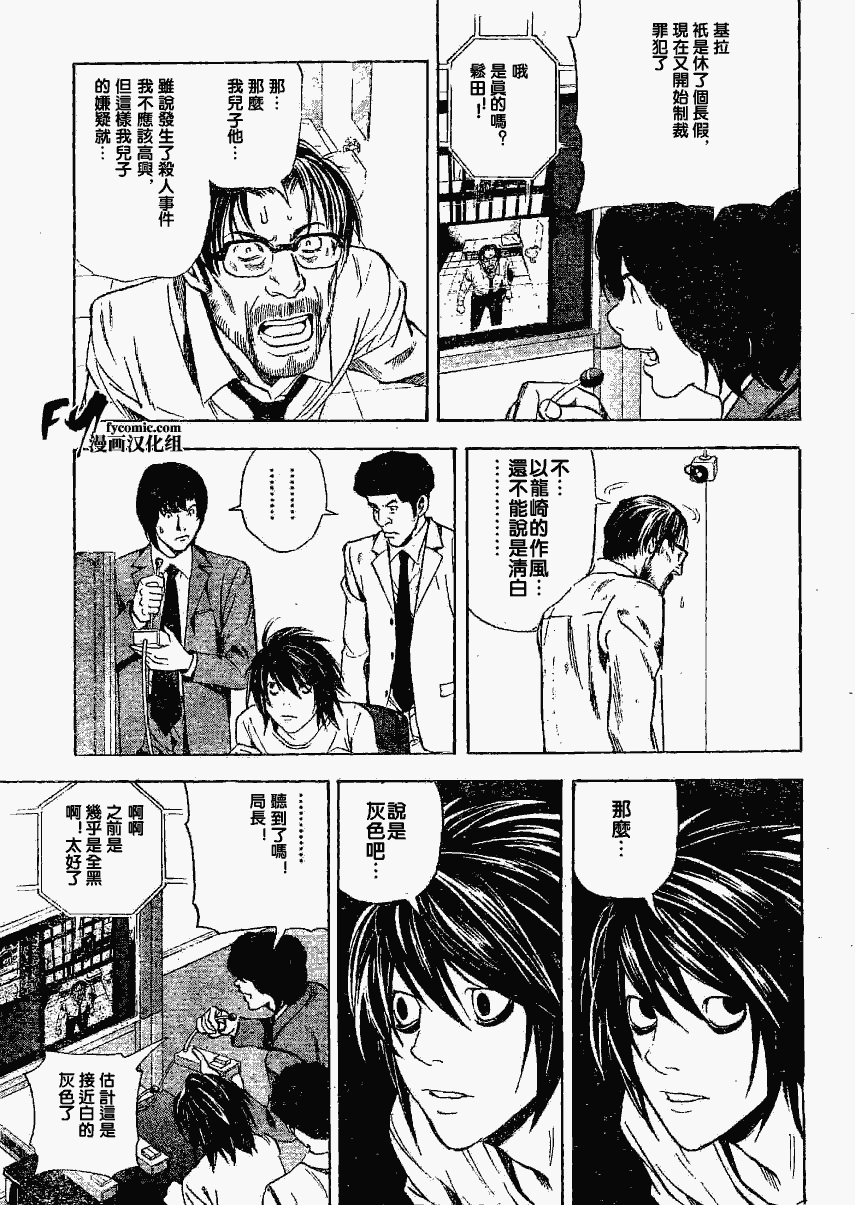 基拉
祇是休了個長假，
現在又開始制裁
罪犯了
哦
是真的嗎？
鬆田！
那…
那麼
我兒子他…
雖說發生了殺人事件
我不應該高興，
但這樣我兒子
的嫌疑就…
FY
fycomic.com
漫画汉化组
不…
以龍崎的作風…
還不能說是清白
…………
………
………
那麼…
說是
灰色吧…
…………
聽到了嗎！
局長！
啊啊
之前是
幾乎是全黑
啊！太好了
估計這是
接近白的
灰色了